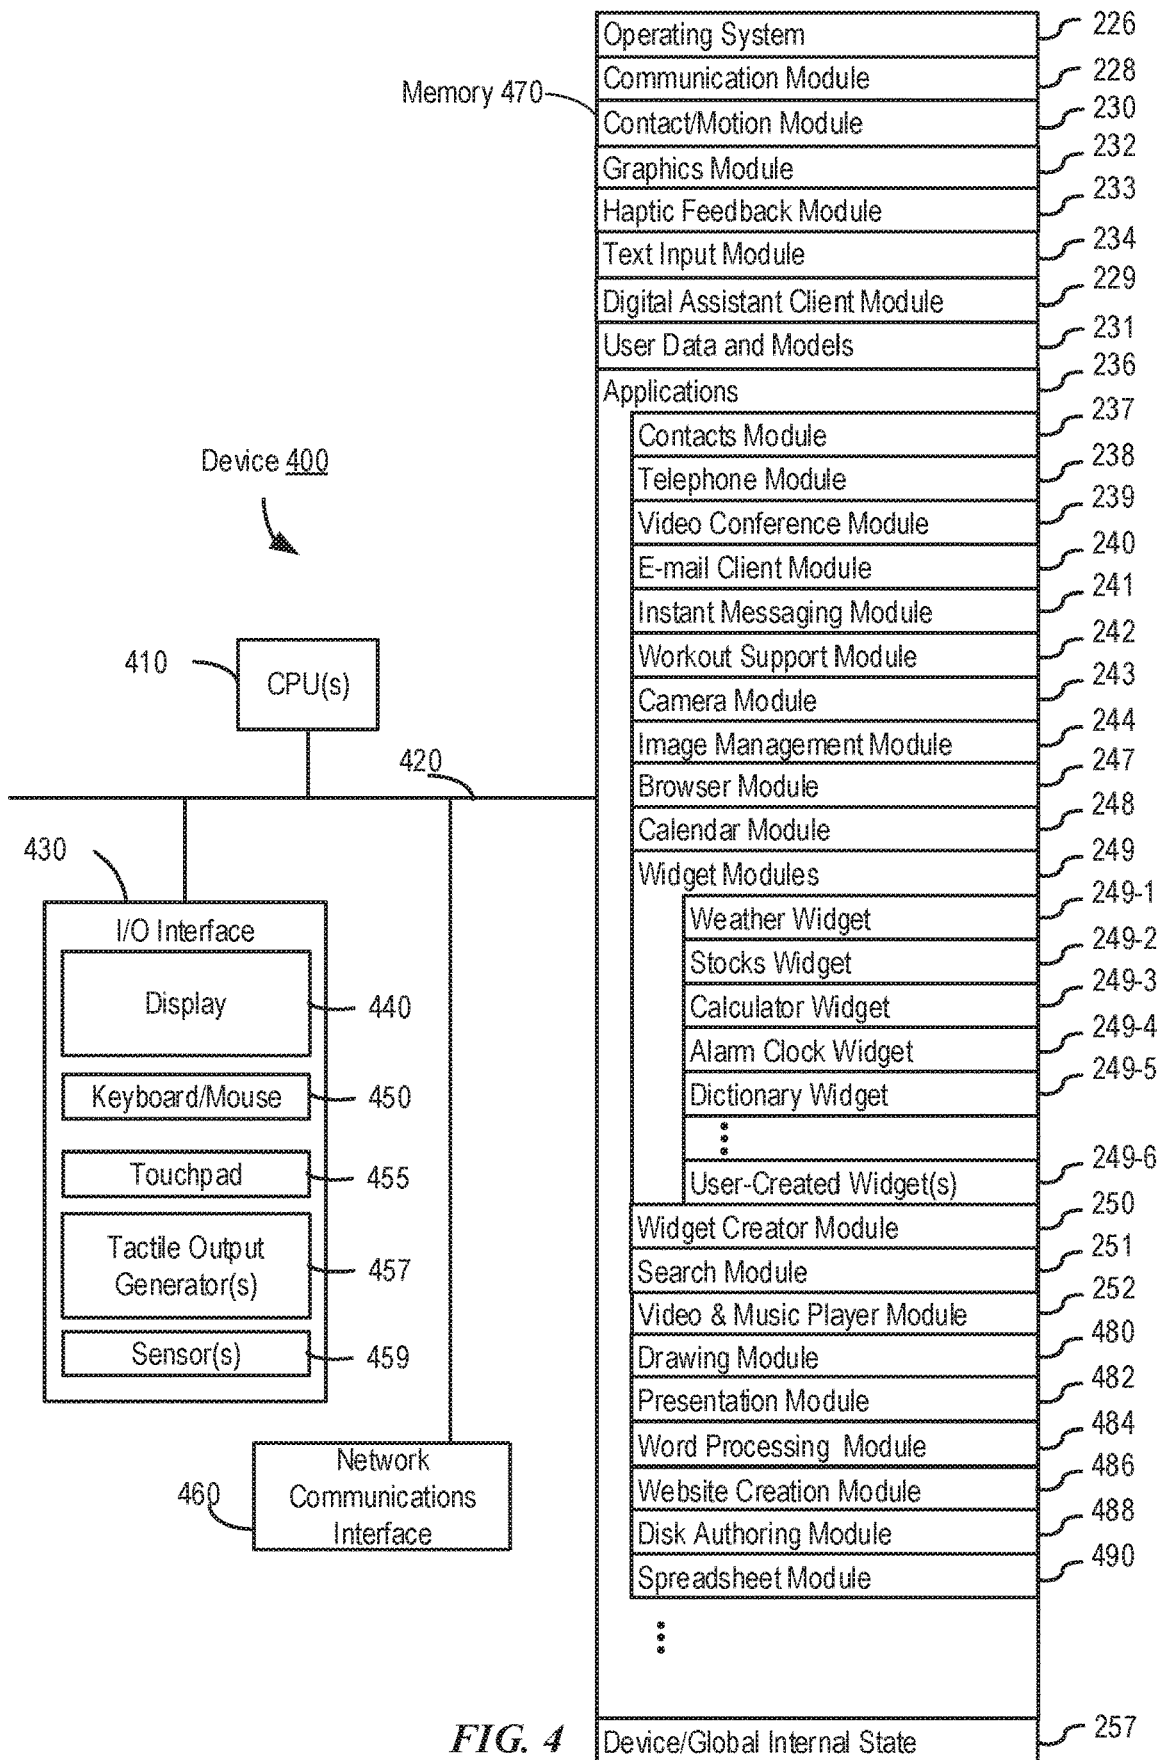 Memory 470
Operating System 226
Communication Module 228
Contact/Motion Module 230
Graphics Module 232
Haptic Feedback Module 233
Text Input Module 234
Digital Assistant Client Module 229
User Data and Models 231
Applications 236
Contacts Module 237
Telephone Module 238
Video Conference Module 239
E-mail Client Module 240
Instant Messaging Module 241
Workout Support Module 242
Camera Module 243
Image Management Module 244
Browser Module 247
Calendar Module 248
Widget Modules 249
Weather Widget 249-1
Stocks Widget 249-2
Calculator Widget 249-3
Alarm Clock Widget 249-4
Dictionary Widget 249-5
User-Created Widget(s) 249-6
Widget Creator Module 250
Search Module 251
Video & Music Player Module 252
Drawing Module 480
Presentation Module 482
Word Processing Module 484
Website Creation Module 486
Disk Authoring Module 488
Spreadsheet Module 490
Device/Global Internal State 257
Device 400
410
CPU(s)
420
430
I/O Interface
Display 440
Keyboard/Mouse 450
Touchpad 455
Tactile Output
Generator(s) 457
Sensor(s) 459
460
Network
Communications
Interface
FIG. 4